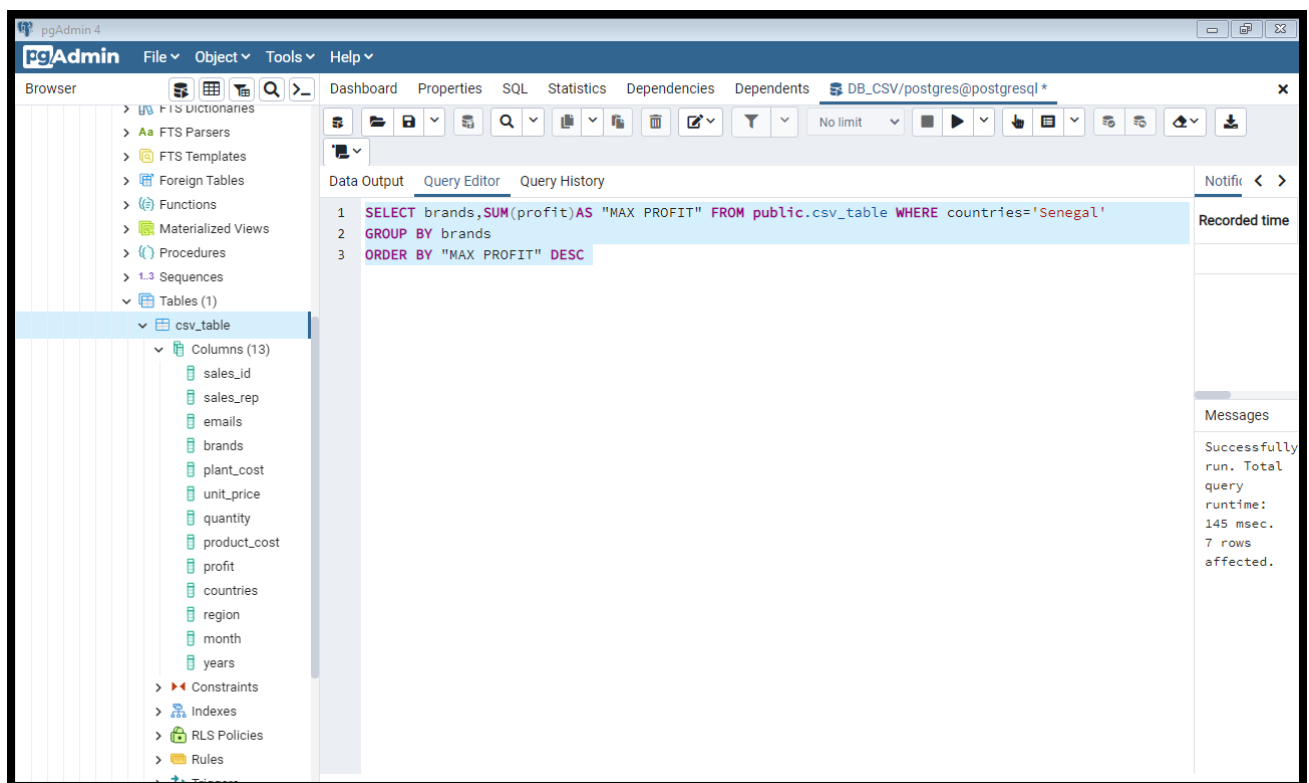 pgAdmin 4
pgAdmin File Object Tools Help
Browser
Dashboard Properties SQL Statistics Dependencies Dependents DB_CSV/postgres@postgresql *
FTS Dictionaries
Aa FTS Parsers
FTS Templates
Foreign Tables
Functions
Materialized Views
Procedures
1..3 Sequences
Tables (1)
csv_table
Columns (13)
sales_id
sales_rep
emails
brands
plant_cost
unit_price
quantity
product_cost
profit
countries
region
month
years
Constraints
Indexes
RLS Policies
Rules
Triggers
No limit
Data Output Query Editor Query History
1 SELECT brands,SUM(profit)AS "MAX PROFIT" FROM public.csv_table WHERE countries='Senegal'
2 GROUP BY brands
3 ORDER BY "MAX PROFIT" DESC
Notific
Recorded time
Messages
Successfully
run. Total
query
runtime:
145 msec.
7 rows
affected.